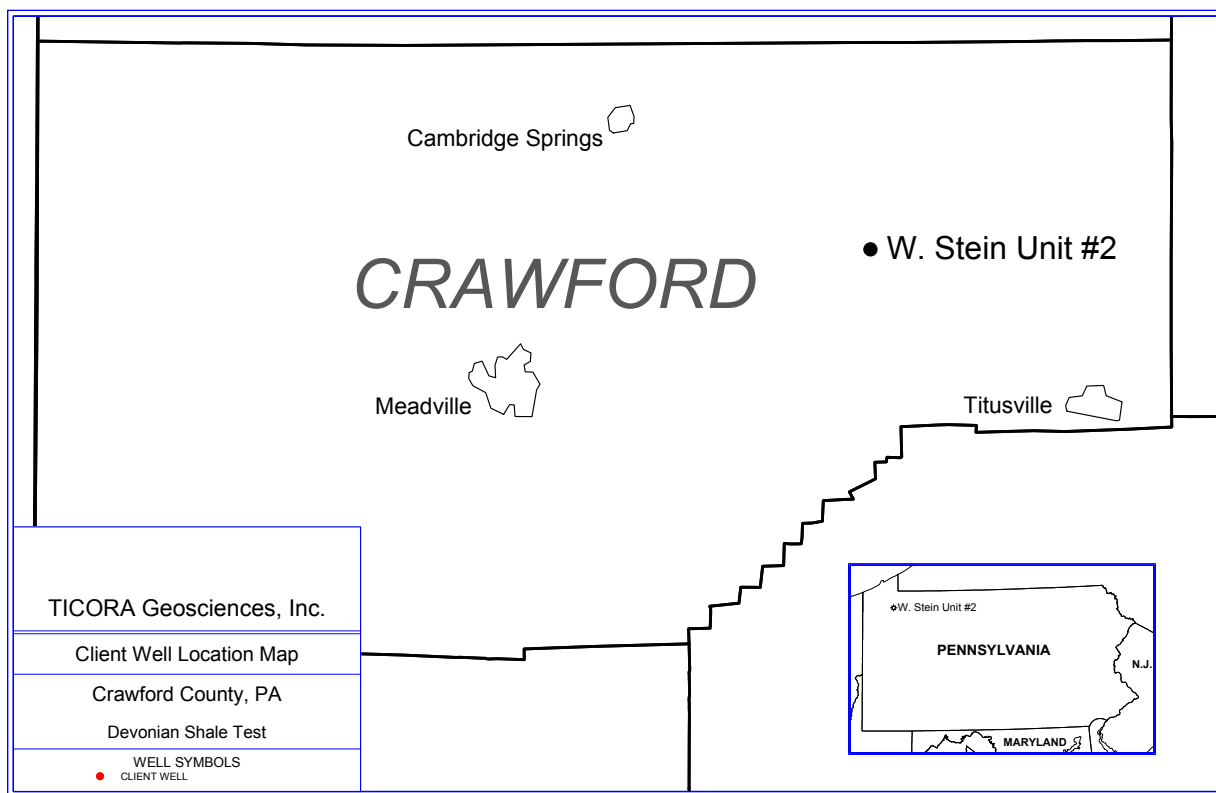 Cambridge Springs
W. Stein Unit #2
CRAWFORD
Meadville
Titusville
TICORA Geosciences, Inc.
Client Well Location Map
Crawford County, PA
Devonian Shale Test
WELL SYMBOLS
CLIENT WELL
W. Stein Unit #2
PENNSYLVANIA
N.J.
MARYLAND